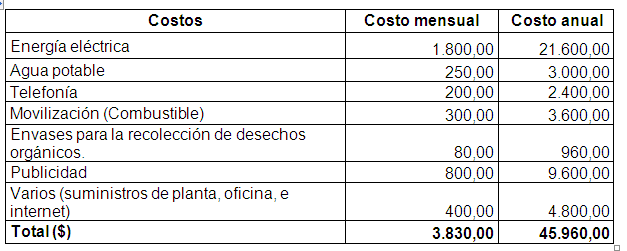 Costos Costo mensual Costo anual
Energía eléctrica 1.800,00 21.600,00
Agua potable 250,00 3.000,00
Telefonía 200,00 2.400,00
Movilización (Combustible) 300,00 3.600,00
Envases para la recolección de desechos
orgánicos. 80,00 960,00
Publicidad 800,00 9.600,00
Varios (suministros de planta, oficina, e
internet) 400,00 4.800,00
Total ($) 3.830,00 45.960,00